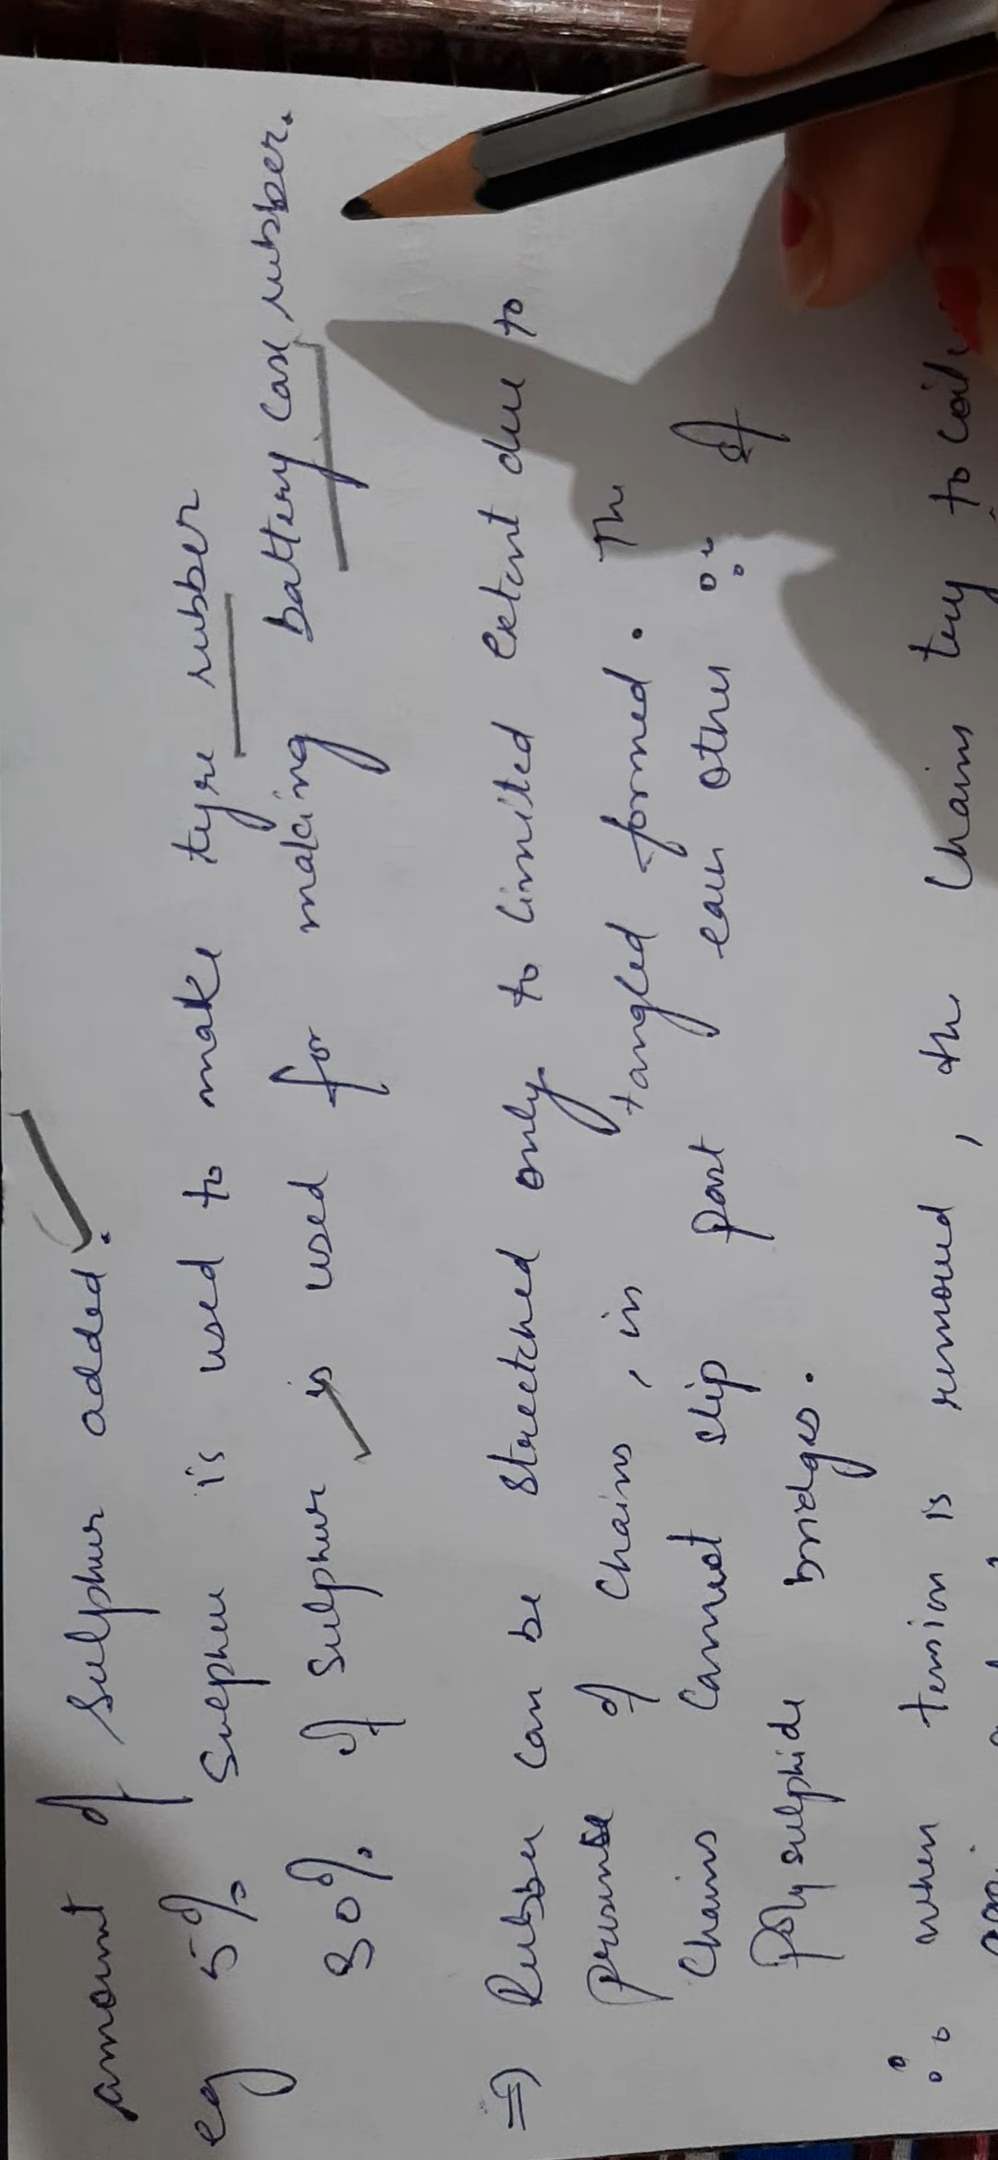 amount of sulphur added.
eg 5% sulphur is used to make tyre rubber
30% of sulphur is used for making battery case rubber.
⇒ Rubber can be stretched only to limited extent due to
presence of chains, in tangled formed. The
chains cannot slip past each other ∵ of
polysulphide bridges.
∴ when tension is removed, the chains try to coil